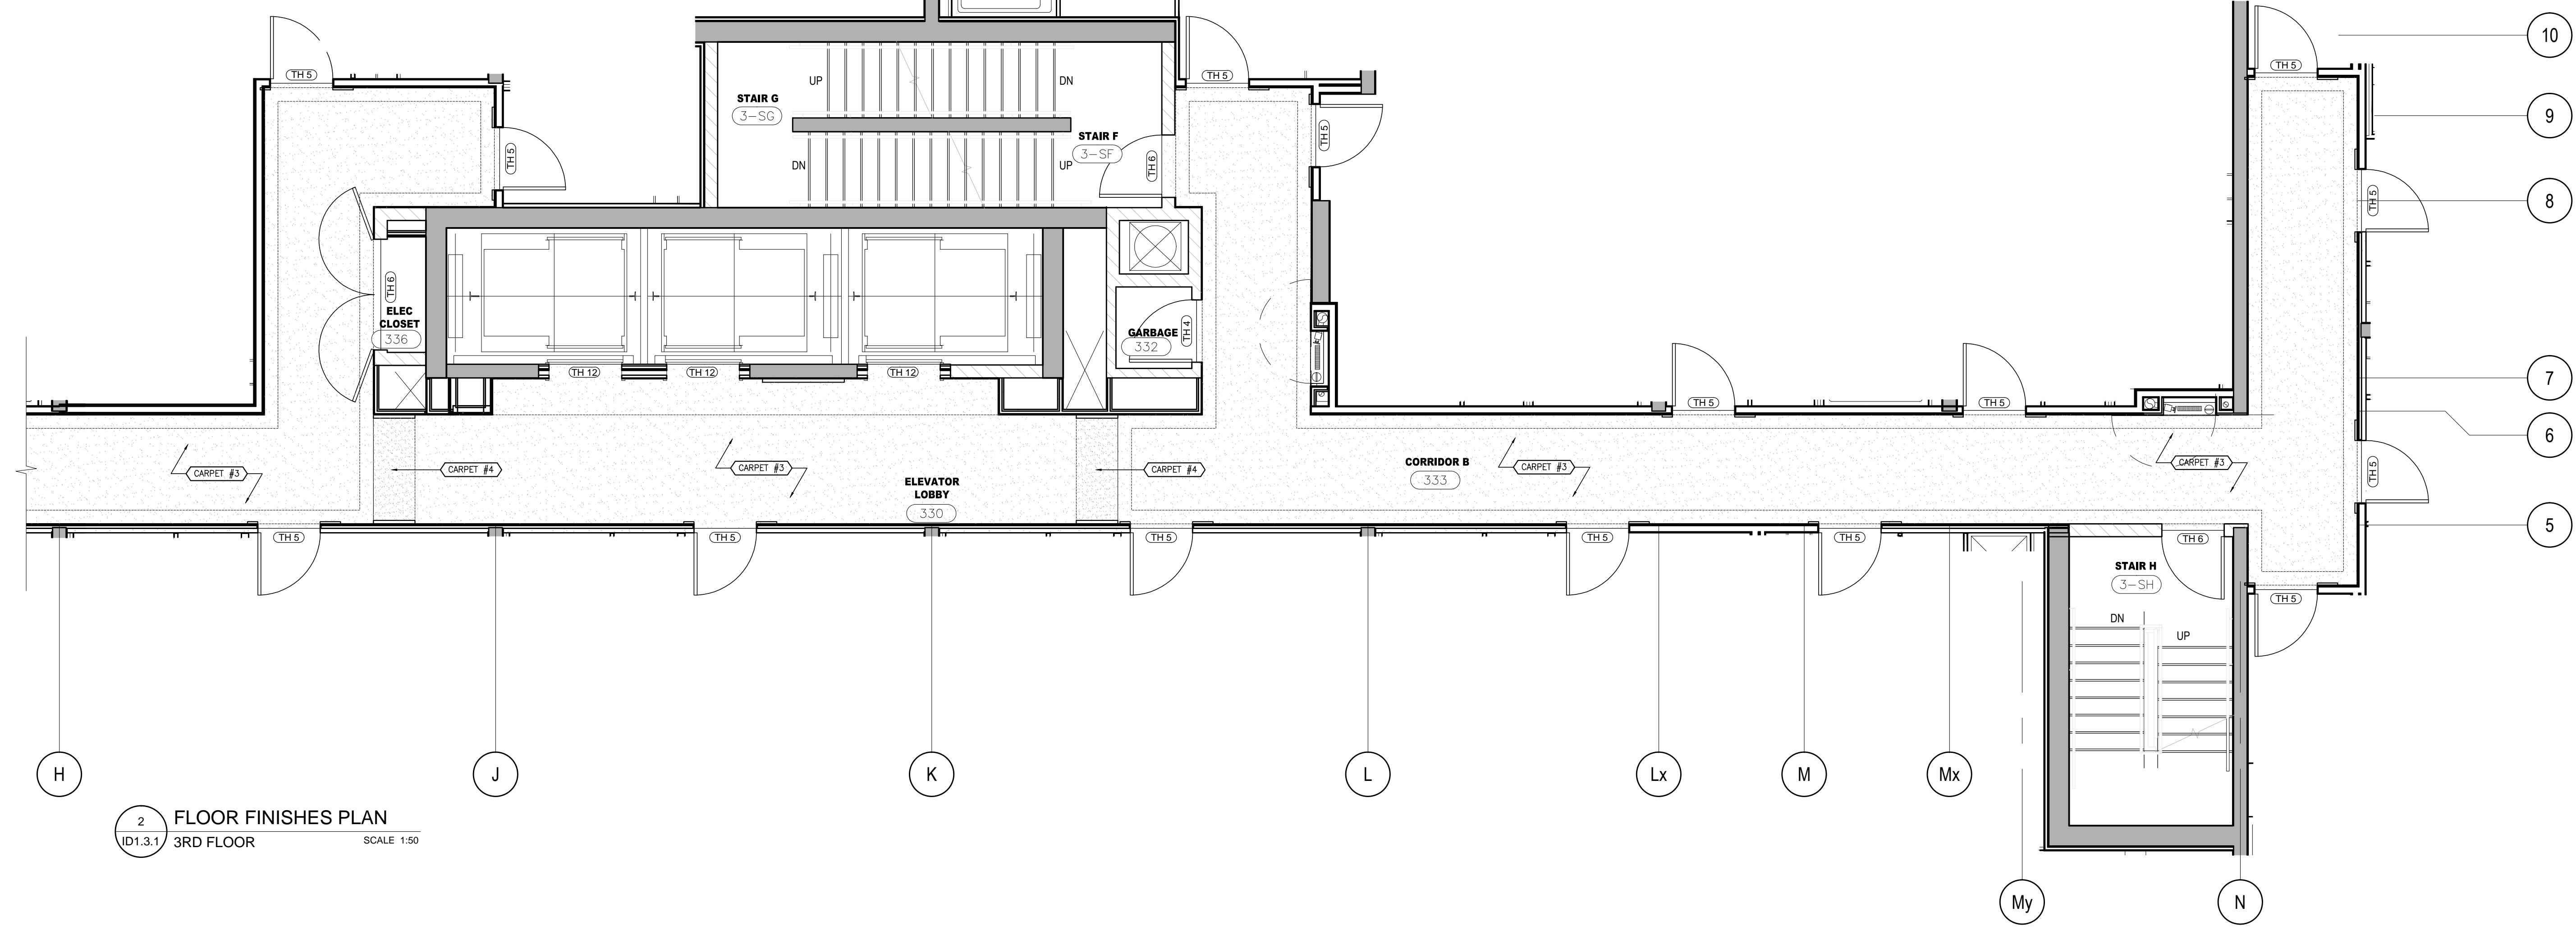 10
TH 5
TH 5
TH 5
9
UP
DN
STAIR G
3-SG
STAIR F
3-SF
TH 5
TH 5
DN
UP
TH 6
TH 5
8
TH 6
ELEC
CLOSET
336
GARBAGE
332
TH 4
TH 12
TH 12
TH 12
7
TH 5
TH 5
6
CARPET #3
CARPET #4
CARPET #3
CARPET #4
CORRIDOR B
333
CARPET #3
CARPET #3
TH 5
ELEVATOR
LOBBY
330
5
TH 5
TH 5
TH 5
TH 5
TH 5
TH 6
STAIR H
3-SH
TH 5
DN
UP
H
J
K
L
Lx
M
Mx
2
ID1.3.1
FLOOR FINISHES PLAN
3RD FLOOR
SCALE 1:50
My
N